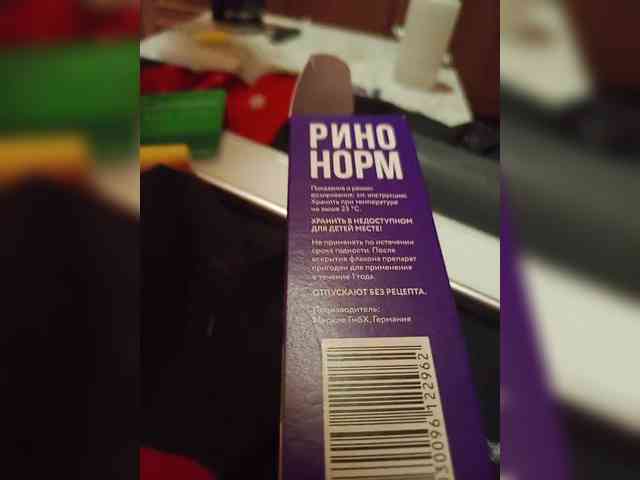 РИНО
НОРМ
Показания и режим
дозирования: см. инструкцию.
Хранить при температуре
не выше 25 °C.
ХРАНИТЬ В НЕДОСТУПНОМ
ДЛЯ ДЕТЕЙ МЕСТЕ!
Не применять по истечении
срока годности. После
вскрытия флакона препарат
пригоден для применения
в течение 1 года.
ОТПУСКАЮТ БЕЗ РЕЦЕПТА.
Производитель:
Меркле ГмбХ, Германия
30096 122962